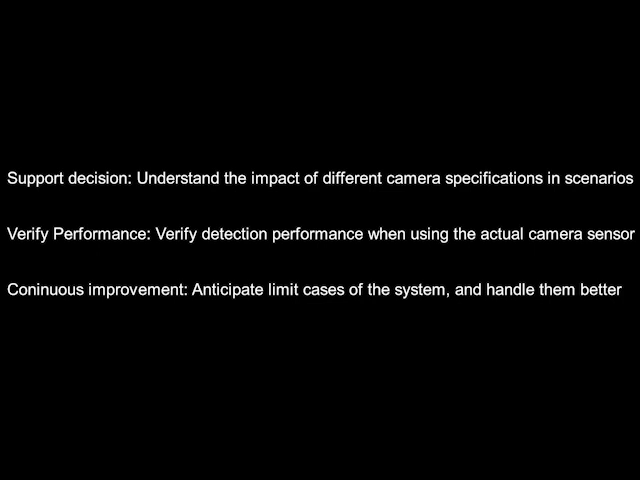 Support decision: Understand the impact of different camera specifications in scenarios
Verify Performance: Verify detection performance when using the actual camera sensor
Coninuous improvement: Anticipate limit cases of the system, and handle them better